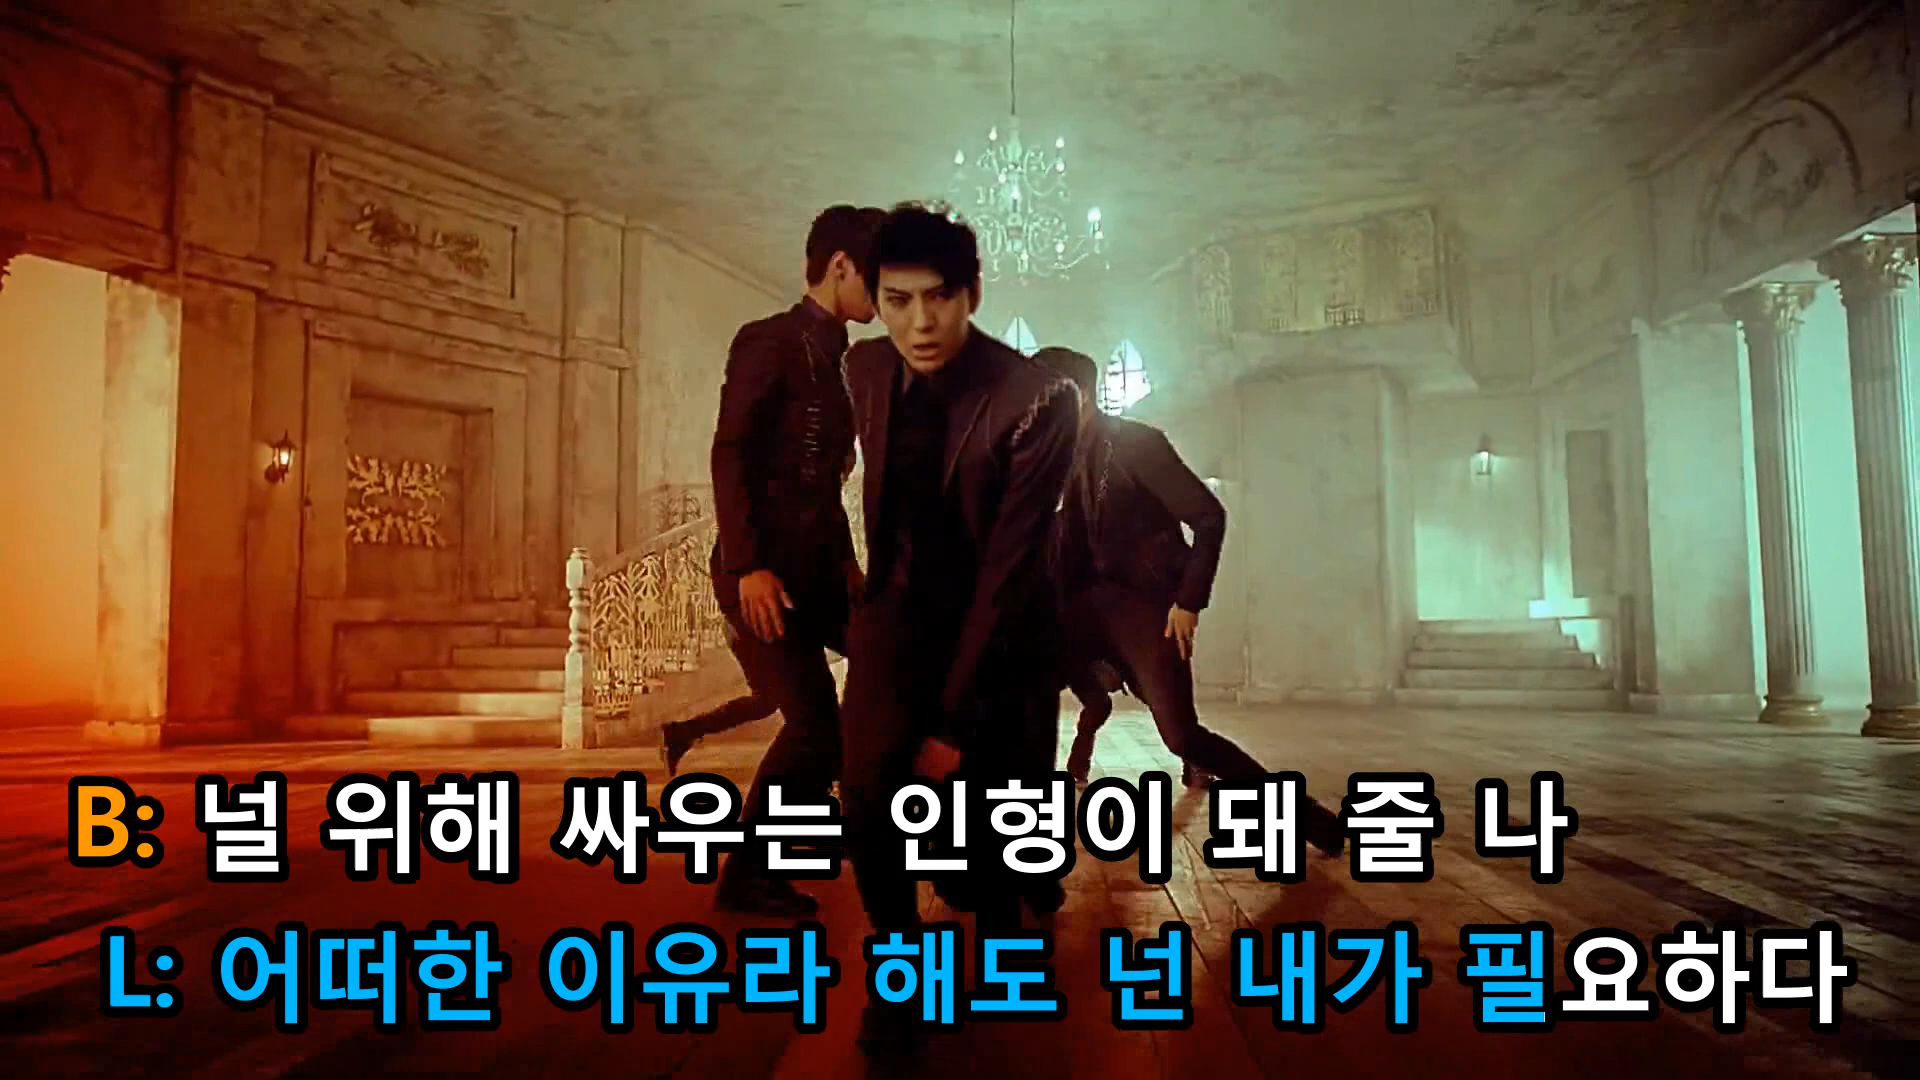 B: 널 위해 싸우는 인형이 돼 줄 나
L: 어떠한 이유라 해도 넌 내가 필요하다